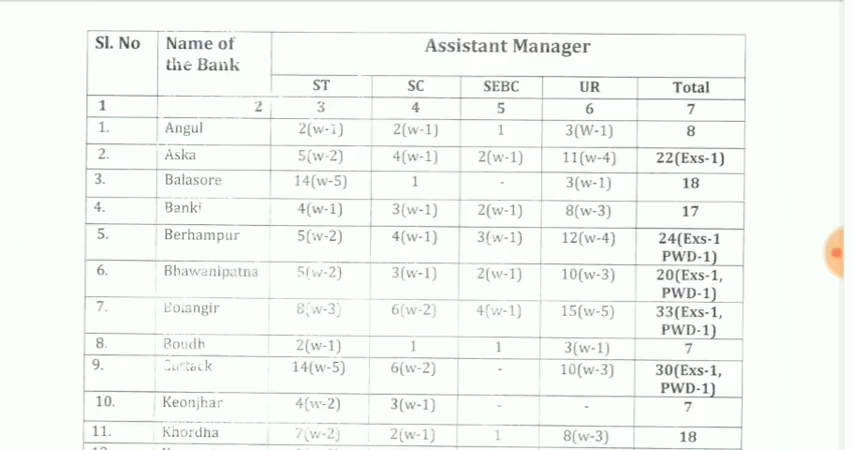 Sl. No Name of the Bank Assistant Manager
ST SC SEBC UR Total
1 2 3 4 5 6 7
1. Angul 2(w-1) 2(w-1) 1 3(W-1) 8
2. Aska 5(w-2) 4(w-1) 2(w-1) 11(w-4) 22(Exs-1)
3. Balasore 14(w-5) 1 - 3(w-1) 18
4. Banki 4(w-1) 3(w-1) 2(w-1) 8(w-3) 17
5. Berhampur 5(w-2) 4(w-1) 3(w-1) 12(w-4) 24(Exs-1
PWD-1)
6. Bhawanipatna 5(w-2) 3(w-1) 2(w-1) 10(w-3) 20(Exs-1,
PWD-1)
7. Bolangir 8(w-3) 6(w-2) 4(w-1) 15(w-5) 33(Exs-1,
PWD-1)
8. Boudh 2(w-1) 1 1 3(w-1) 7
9. Cuttack 14(w-5) 6(w-2) - 10(w-3) 30(Exs-1,
PWD-1)
10. Keonjhar 4(w-2) 3(w-1) - - 7
11. Khordha 7(w-2) 2(w-1) 1 8(w-3) 18